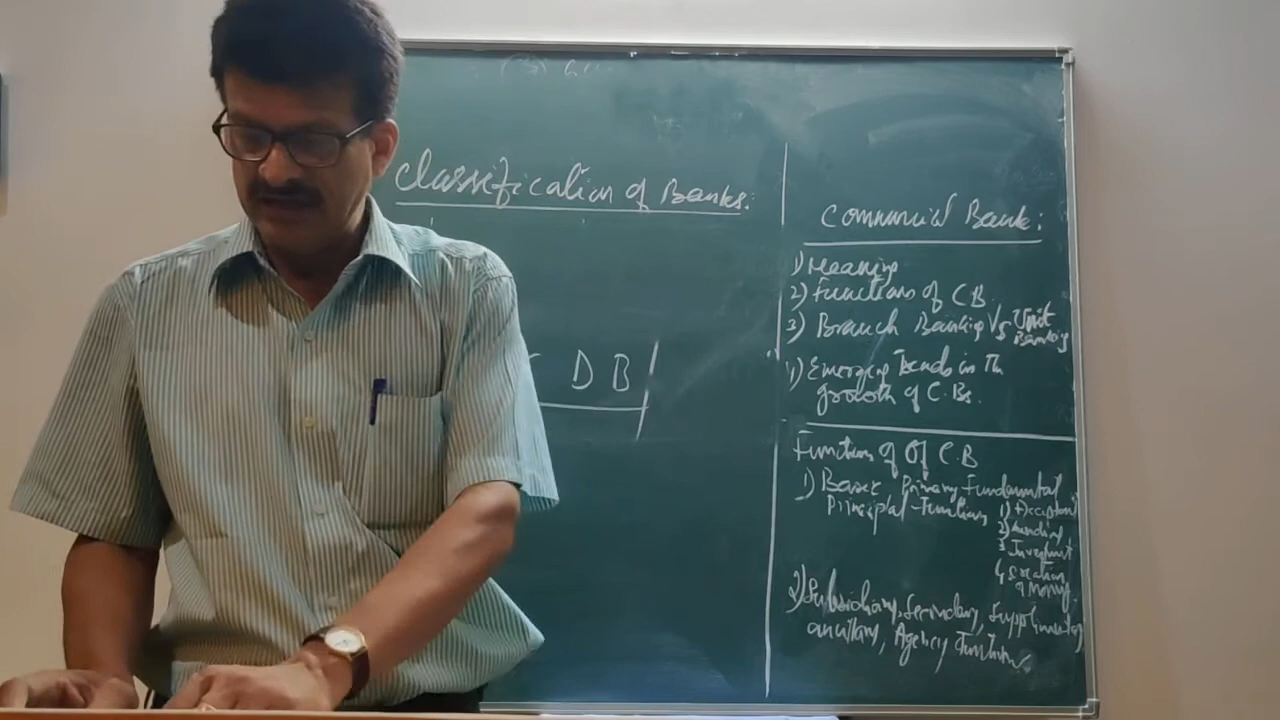 Classification of Banks:
D B
Commercial Bank:
1) Meaning
2) Functions of C B.
3) Branch Banking Vs Unit Banking
4) Emerging Trends in The
growth of C.Bs.
Functions of Of C.B
1) Basic Primary Fundamental
Principal Functions
1)
2) Lending
3 Investment
4 Creation
of Money.
2) Subsidiary, Secondary, Supplimentary
ancillary, Agency Functions